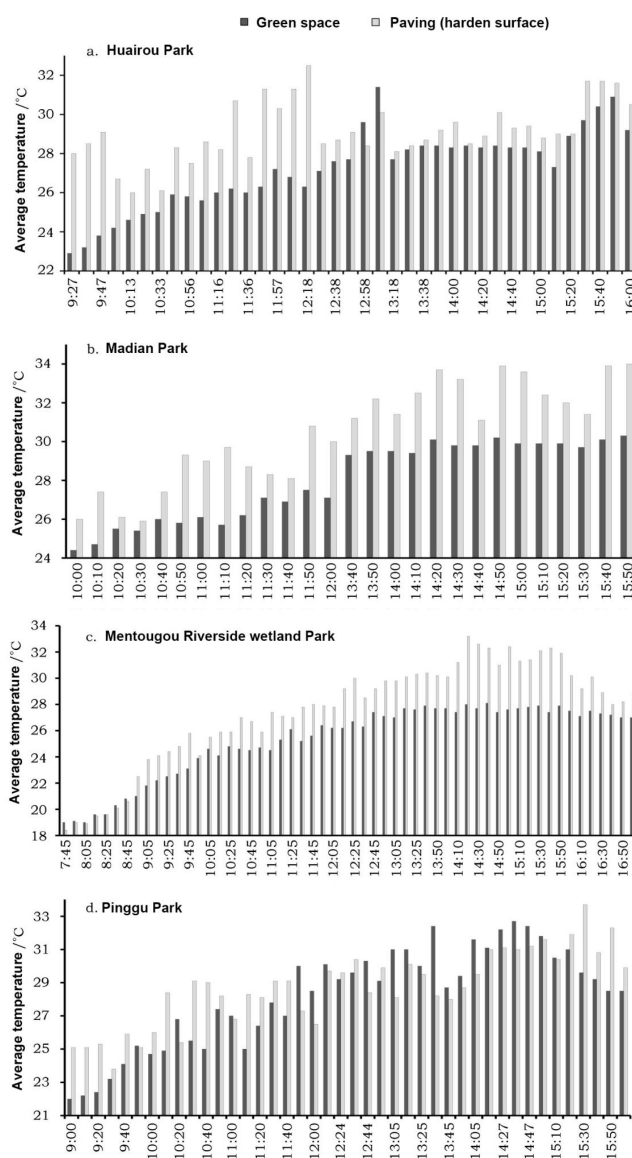 Green space Paving (harden surface)
a. Huairou Park
Average temperature /°C
32
30
28
26
24
22
9:27 9:47 10:13 10:33 10:56 11:16 11:36 11:57 12:18 12:38 12:58 13:18 13:38 14:00 14:20 14:40 15:00 15:20 15:40 16:00
b. Madian Park
Average temperature /°C
34
32
30
28
26
24
10:00 10:10 10:20 10:30 10:40 10:50 11:00 11:10 11:20 11:30 11:40 11:50 12:00 13:40 13:50 14:00 14:10 14:20 14:30 14:40 14:50 15:00 15:10 15:20 15:30 15:40 15:50
c. Mentougou Riverside wetland Park
Average temperature /°C
34
32
30
28
26
24
22
20
18
7:45 8:05 8:25 8:45 9:05 9:25 9:45 10:05 10:25 10:45 11:05 11:25 11:45 12:05 12:25 12:45 13:05 13:25 13:50 14:10 14:30 14:50 15:10 15:30 15:50 16:10 16:30 16:50
d. Pinggu Park
Average temperature /°C
33
31
29
27
25
23
21
9:00 9:20 9:40 10:00 10:20 10:40 11:00 11:20 11:40 12:00 12:24 12:44 13:05 13:25 13:45 14:05 14:27 14:47 15:10 15:30 15:50